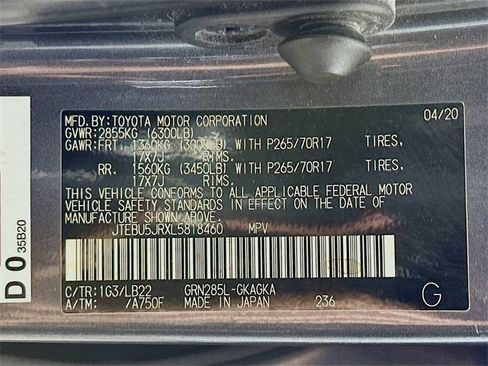 MFD.BY:TOYOTA MOTOR CORPORATION 04/20
GVWR:2855KG (6300LB)
GAWR:FRT. 1360KG (3000LB) WITH P265/70R17 TIRES,
17X7J RIMS.
RR. 1560KG (3450LB) WITH P265/70R17 TIRES,
17X7J RIMS.
THIS VEHICLE CONFORMS TO ALL APPLICABLE FEDERAL MOTOR
VEHICLE SAFETY STANDARDS IN EFFECT ON THE DATE OF
MANUFACTURE SHOWN ABOVE.
JTEBU5JRXL5818460 MPV
C/TR:1G3/LB22 GRN285L-GKAGKA
A/TM: /A750F MADE IN JAPAN 236 G
D 0 35B20